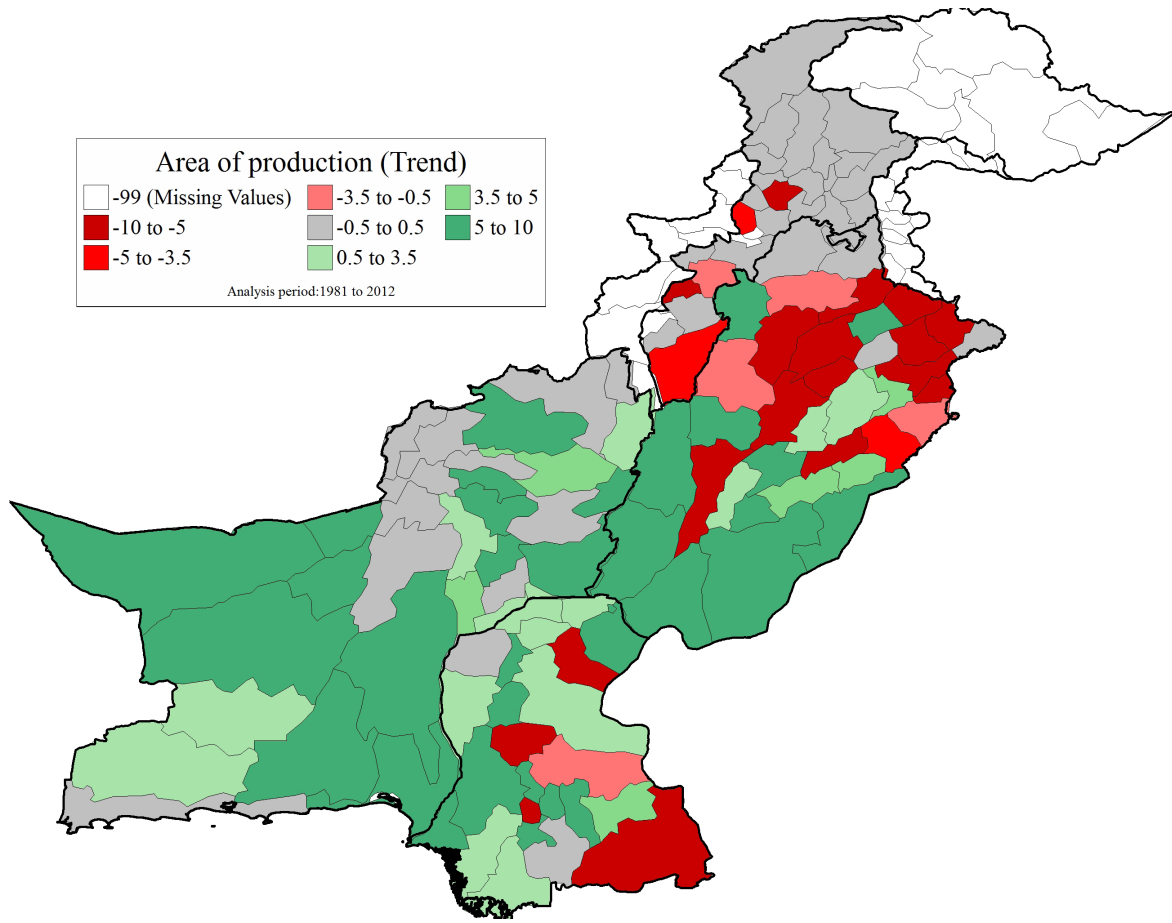 Area of production (Trend)
-99 (Missing Values)
-10 to -5
-5 to -3.5
-3.5 to -0.5
-0.5 to 0.5
0.5 to 3.5
3.5 to 5
5 to 10
Analysis period:1981 to 2012